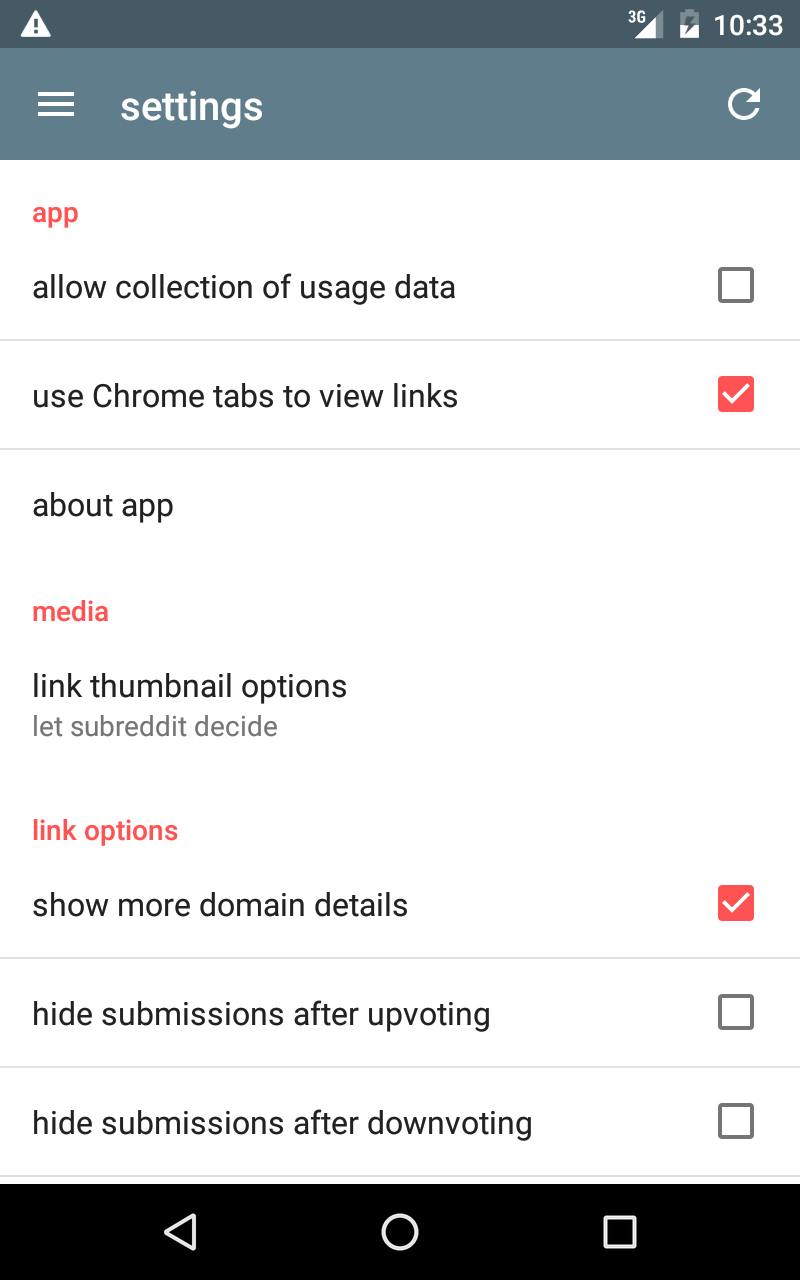 3G 10:33
settings
app
allow collection of usage data
use Chrome tabs to view links
about app
media
link thumbnail options
let subreddit decide
link options
show more domain details
hide submissions after upvoting
hide submissions after downvoting